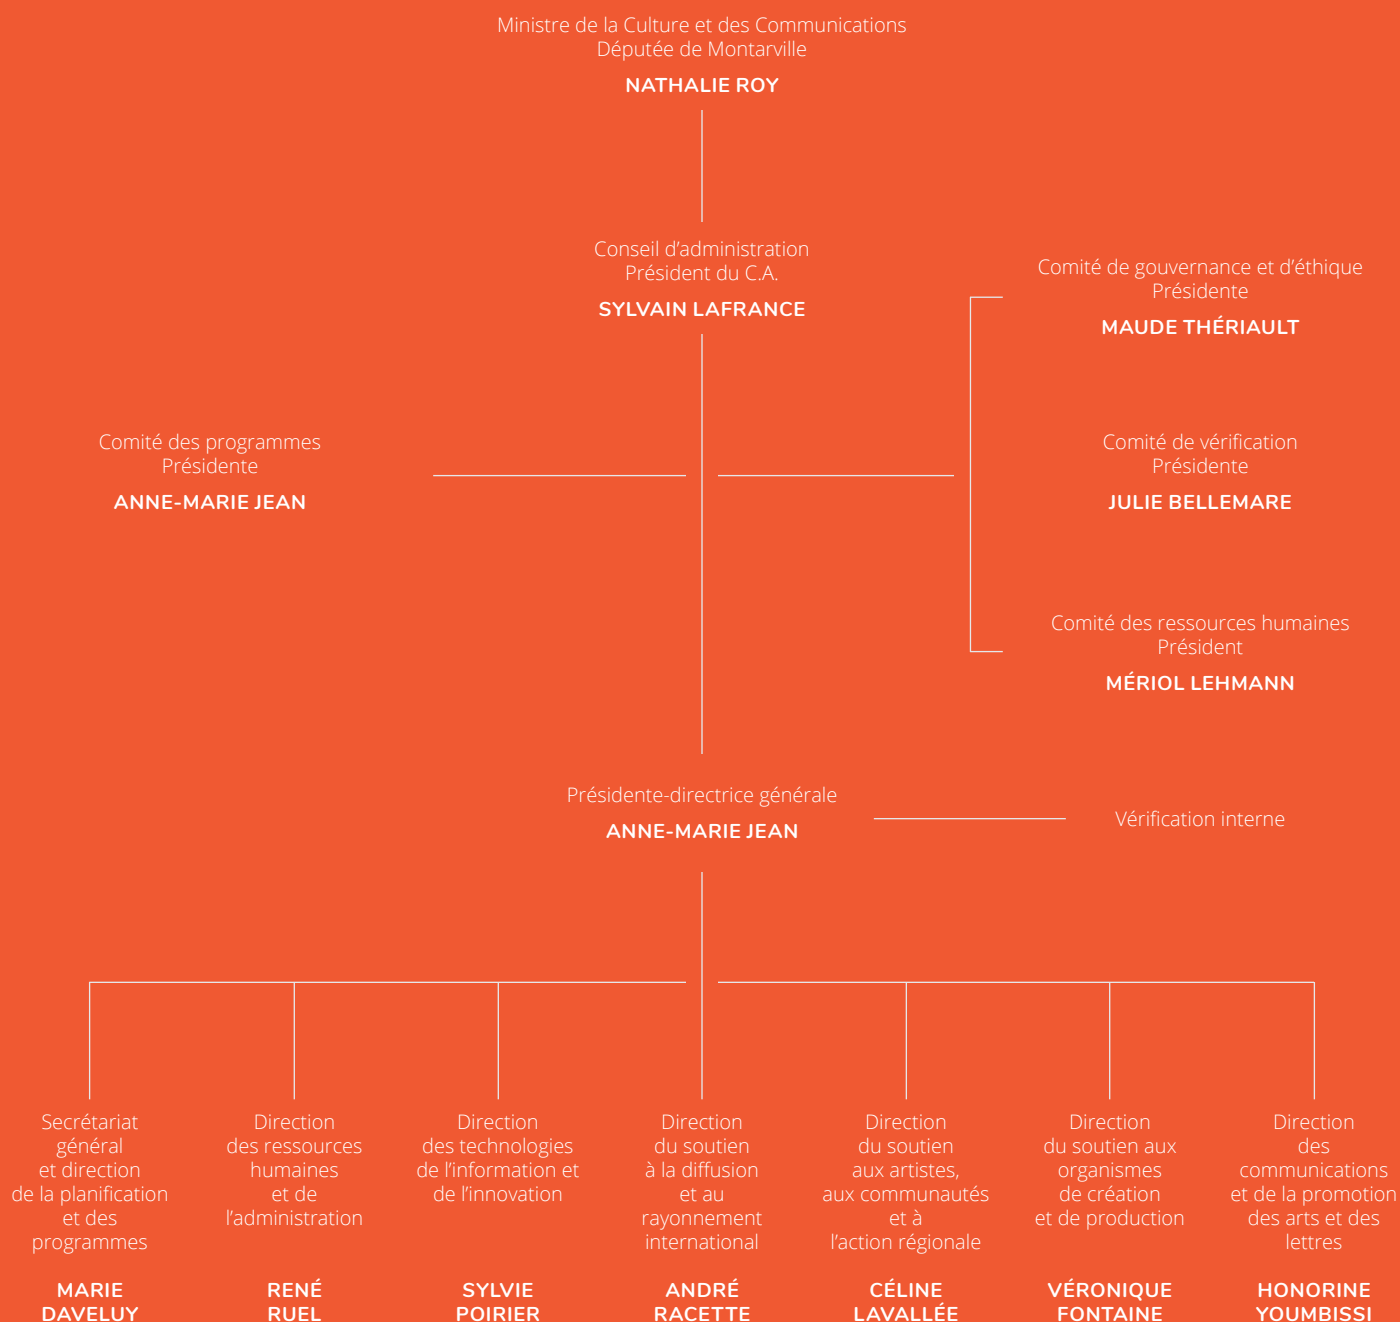 Ministre de la Culture et des Communications
Députée de Montarville
NATHALIE ROY
Conseil d’administration
Président du C.A.
SYLVAIN LAFRANCE
Comité de gouvernance et d’éthique
Présidente
MAUDE THÉRIAULT
Comité des programmes
Présidente
ANNE-MARIE JEAN
Comité de vérification
Présidente
JULIE BELLEMARE
Comité des ressources humaines
Président
MÉRIOL LEHMANN
Présidente-directrice générale
ANNE-MARIE JEAN
Vérification interne
Secrétariat
général
et direction
de la planification
et des
programmes
MARIE
DAVELUY
Direction
des ressources
humaines
et de
l’administration
RENÉ
RUEL
Direction
des technologies
de l’information et
de l’innovation
SYLVIE
POIRIER
Direction
du soutien
à la diffusion
et au
rayonnement
international
ANDRÉ
RACETTE
Direction
du soutien
aux artistes,
aux communautés
et à
l’action régionale
CÉLINE
LAVALLÉE
Direction
du soutien aux
organismes
de création
et de production
VÉRONIQUE
FONTAINE
Direction
des
communications
et de la promotion
des arts et des
lettres
HONORINE
YOUMBISSI